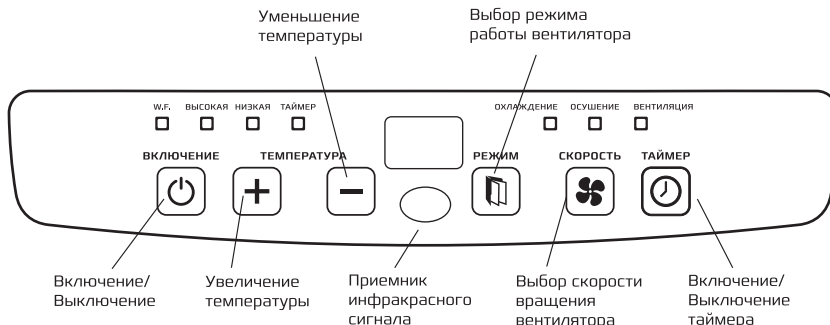 Уменьшение
температуры
Выбор режима
работы вентилятора
W.F. ВЫСОКАЯ НИЗКАЯ ТАЙМЕР
ОХЛАЖДЕНИЕ ОСУШЕНИЕ ВЕНТИЛЯЦИЯ
ВКЛЮЧЕНИЕ ТЕМПЕРАТУРА РЕЖИМ СКОРОСТЬ ТАЙМЕР
Включение/
Выключение
Увеличение
температуры
Приемник
инфракрасного
сигнала
Выбор скорости
вращения
вентилятора
Включение/
Выключение
таймера